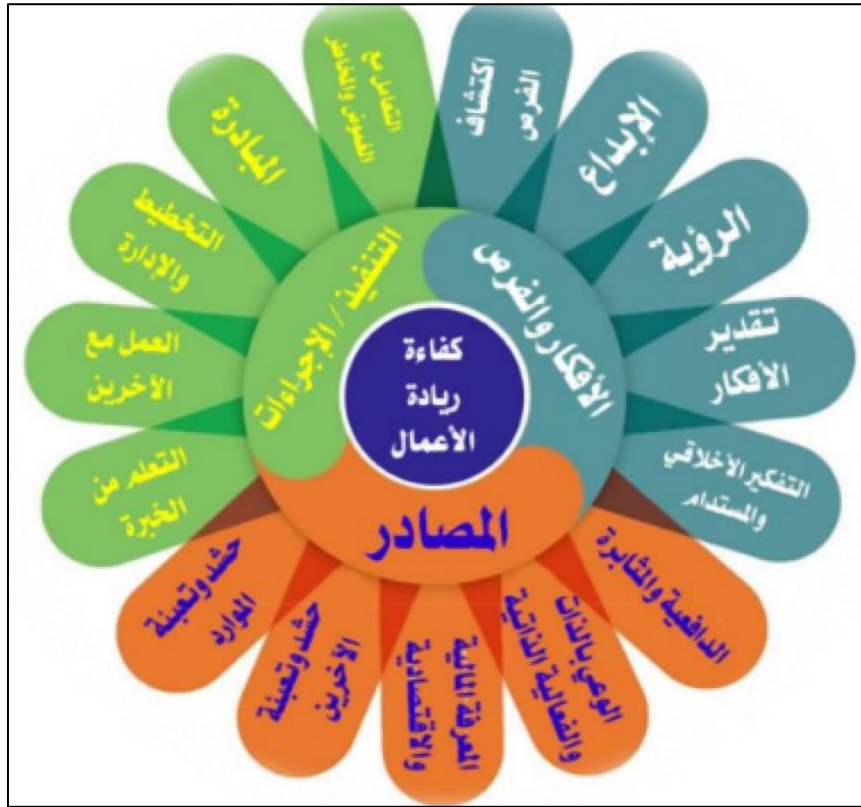 كفاءة
ريادة
الأعمال
الأفكار والفرص
اكتشاف
الفرص
الإبداع
الرؤية
تقدير
الأفكار
التفكير الأخلاقي
والمستدام
المصادر
الدافعية والمثابرة
الوعي بالذات
والفعالية الذاتية
المعرفة المالية
والاقتصادية
حشد وتعبئة
الآخرين
حشد وتعبئة
الموارد
التنفيذ / الإجراءات
التعلم من
الخبرة
العمل مع
الآخرين
التخطيط
والإدارة
المبادرة
التعامل مع
الغموض والمخاطر